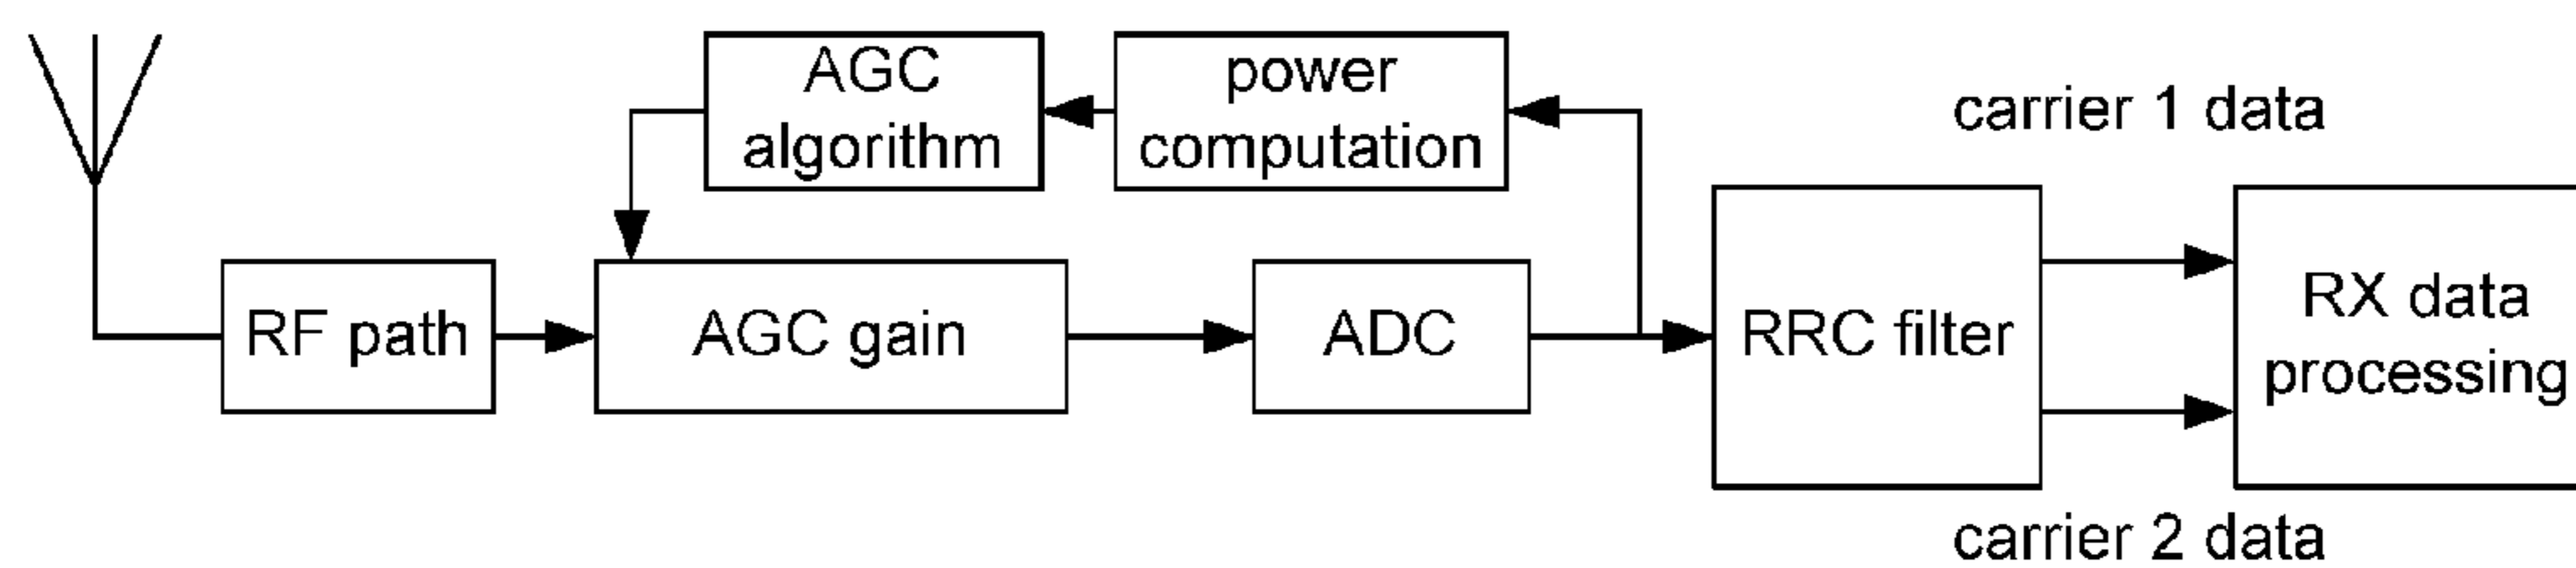 AGC
algorithm
power
computation
carrier 1 data
RF path
AGC gain
ADC
RRC filter
RX data
processing
carrier 2 data